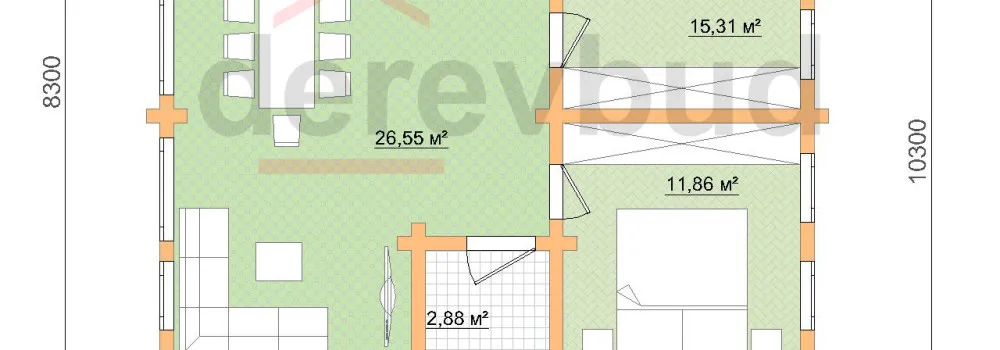 15,31 м²
8300
derevbud
26,55 м²
10300
11,86 м²
2,88 м²